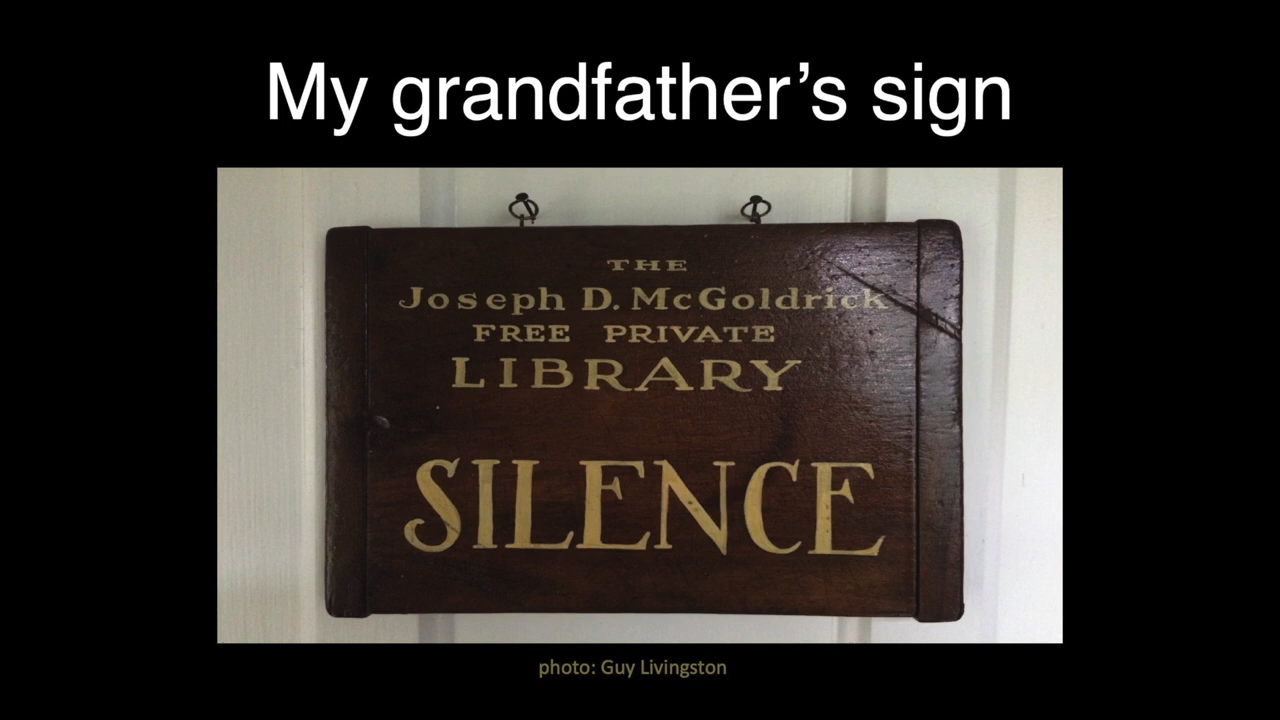 My grandfather’s sign
THE
Joseph D. McGoldrick
FREE PRIVATE
LIBRARY
SILENCE
photo: Guy Livingston